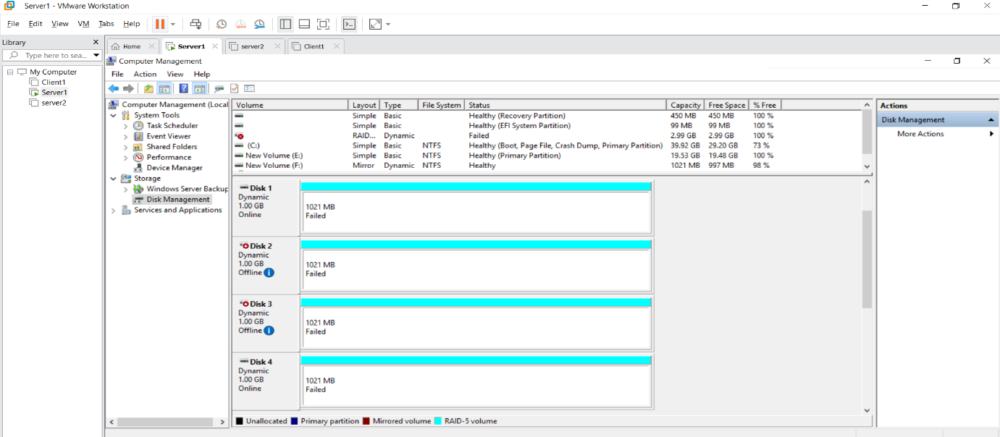 Server1 - VMware Workstation
File Edit View VM Tabs Help
Library
Type here to sea...
My Computer
Client1
Server1
server2
Home Server1 server2 Client1
Computer Management
File Action View Help
Computer Management (Local
System Tools
Task Scheduler
Event Viewer
Shared Folders
Performance
Device Manager
Storage
Windows Server Backup
Disk Management
Services and Applications
Volume Layout Type File System Status Capacity Free Space % Free
Simple Basic Healthy (Recovery Partition) 450 MB 450 MB 100 %
Simple Basic Healthy (EFI System Partition) 99 MB 99 MB 100 %
RAID... Dynamic Failed 2.99 GB 2.99 GB 100 %
(C:) Simple Basic NTFS Healthy (Boot, Page File, Crash Dump, Primary Partition) 39.92 GB 29.20 GB 73 %
New Volume (E:) Simple Basic NTFS Healthy (Primary Partition) 19.53 GB 19.48 GB 100 %
New Volume (F:) Mirror Dynamic NTFS Healthy 1021 MB 997 MB 98 %
Disk 1
Dynamic
1.00 GB
Online
1021 MB
Failed
Disk 2
Dynamic
1.00 GB
Offline
1021 MB
Failed
Disk 3
Dynamic
1.00 GB
Offline
1021 MB
Failed
Disk 4
Dynamic
1.00 GB
Online
1021 MB
Failed
Unallocated Primary partition Mirrored volume RAID-5 volume
Actions
Disk Management
More Actions